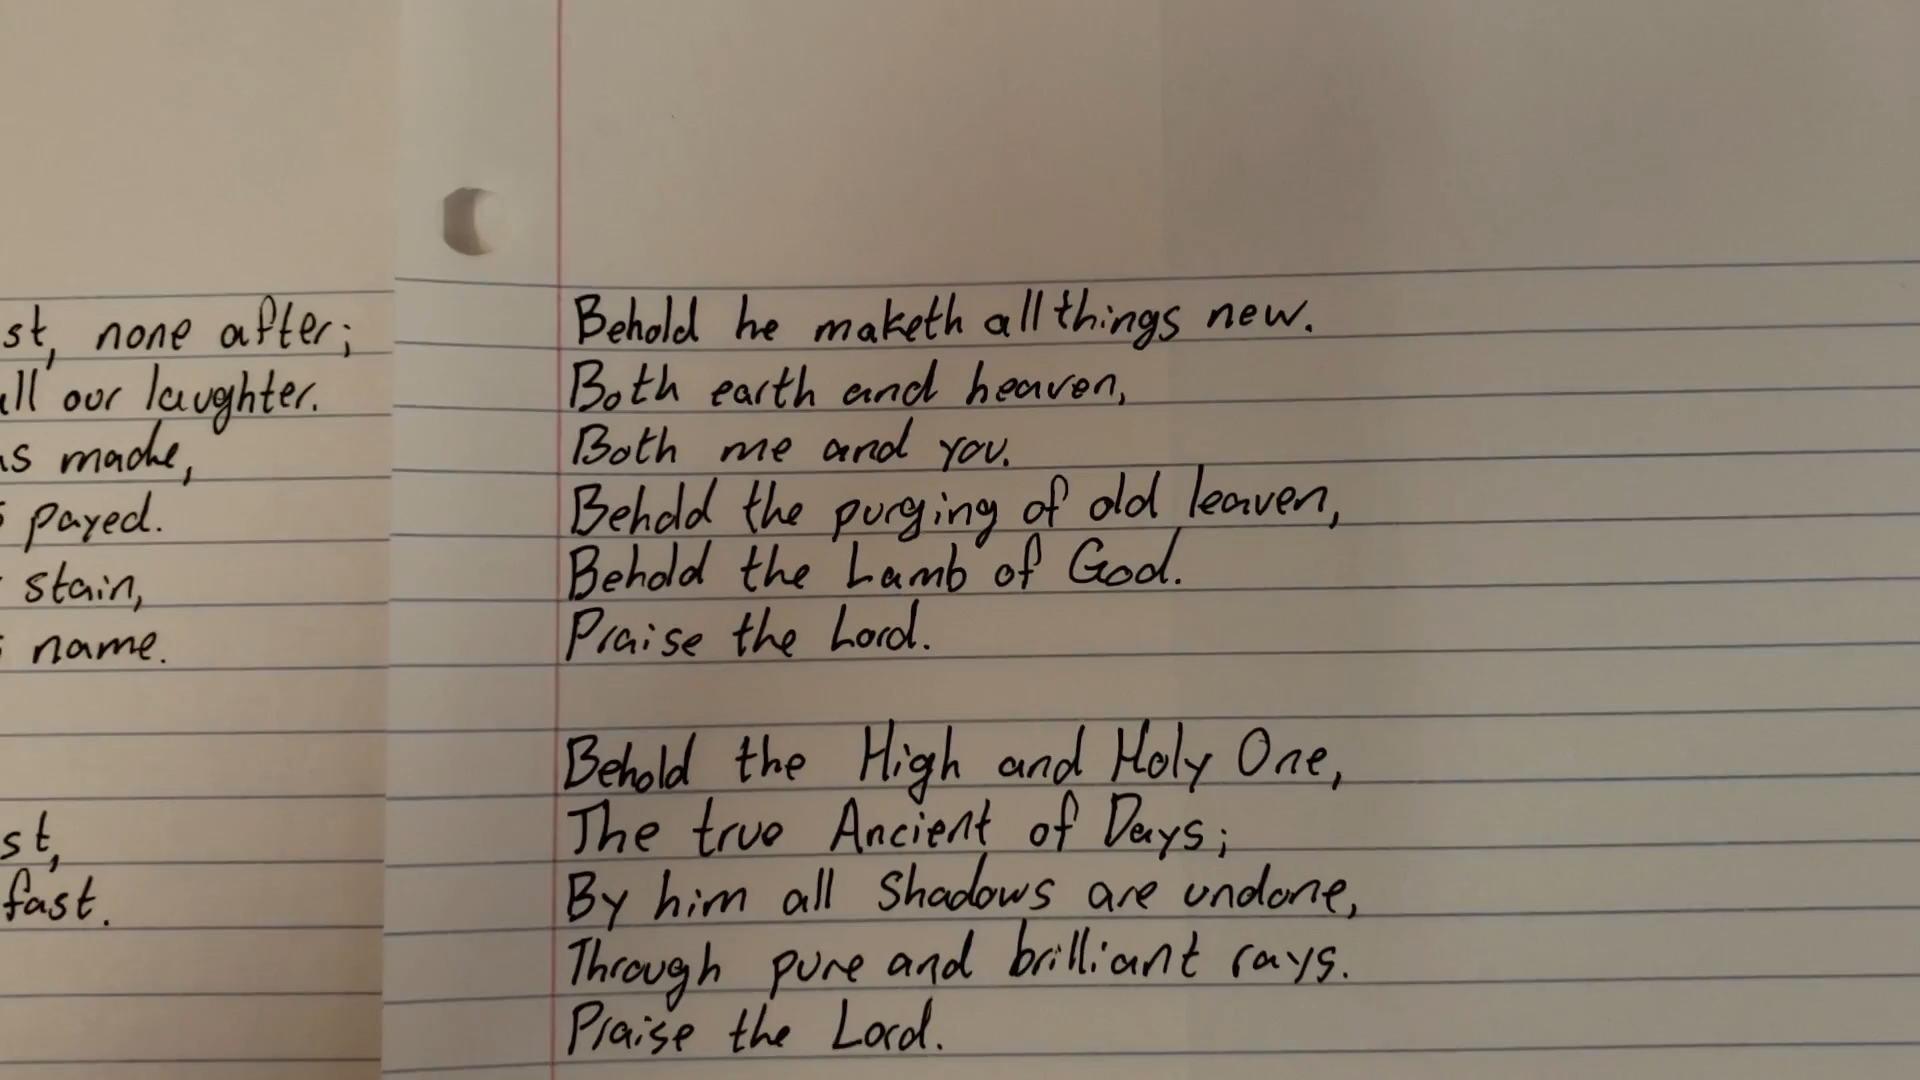 st, none after;
all our laughter.
as made,
payed.
stain,
name.
st,
fast.
Behold he maketh all things new.
Both earth and heaven,
Both me and you.
Behold the purging of old leaven,
Behold the Lamb of God.
Praise the Lord.
Behold the High and Holy One,
The true Ancient of Days;
By him all Shadows are undone,
Through pure and brilliant rays.
Praise the Lord.